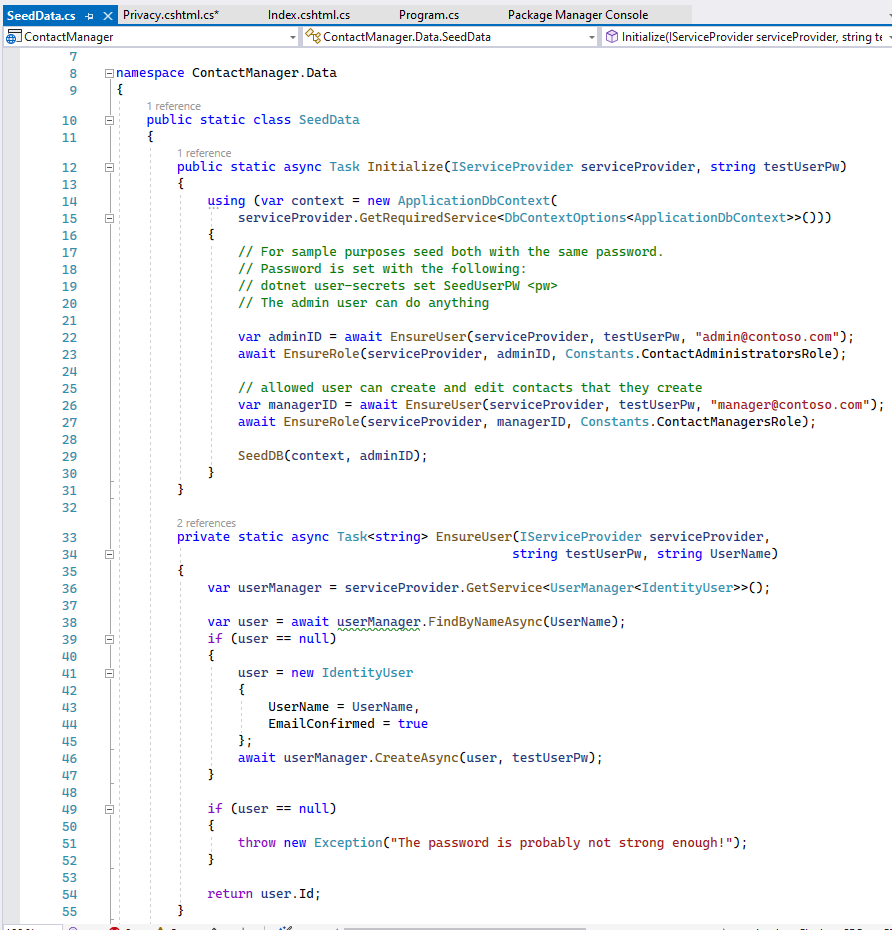 SeedData.cs Privacy.cshtml.cs* Index.cshtml.cs Program.cs Package Manager Console
ContactManager ContactManager.Data.SeedData Initialize(IServiceProvider serviceProvider, string te
7
8 namespace ContactManager.Data
9 {
1 reference
10 public static class SeedData
11 {
1 reference
12 public static async Task Initialize(IServiceProvider serviceProvider, string testUserPw)
13 {
14 using (var context = new ApplicationDbContext(
15 serviceProvider.GetRequiredService<DbContextOptions<ApplicationDbContext>>()))
16 {
17 // For sample purposes seed both with the same password.
18 // Password is set with the following:
19 // dotnet user-secrets set SeedUserPW <pw>
20 // The admin user can do anything
21
22 var adminID = await EnsureUser(serviceProvider, testUserPw, "admin@contoso.com");
23 await EnsureRole(serviceProvider, adminID, Constants.ContactAdministratorsRole);
24
25 // allowed user can create and edit contacts that they create
26 var managerID = await EnsureUser(serviceProvider, testUserPw, "manager@contoso.com");
27 await EnsureRole(serviceProvider, managerID, Constants.ContactManagersRole);
28
29 SeedDB(context, adminID);
30 }
31 }
32
2 references
33 private static async Task<string> EnsureUser(IServiceProvider serviceProvider,
34 string testUserPw, string UserName)
35 {
36 var userManager = serviceProvider.GetService<UserManager<IdentityUser>>();
37
38 var user = await userManager.FindByNameAsync(UserName);
39 if (user == null)
40 {
41 user = new IdentityUser
42 {
43 UserName = UserName,
44 EmailConfirmed = true
45 };
46 await userManager.CreateAsync(user, testUserPw);
47 }
48
49 if (user == null)
50 {
51 throw new Exception("The password is probably not strong enough!");
52 }
53
54 return user.Id;
55 }